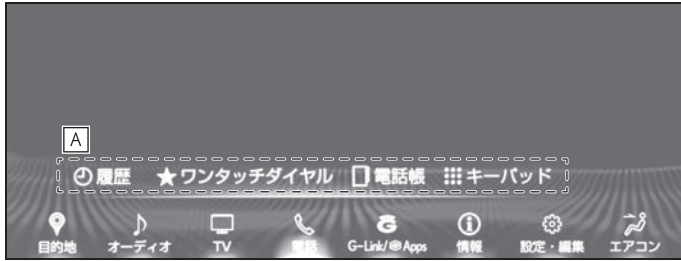 A
履歴 ★ワンタッチダイヤル 電話帳 キーパッド
目的地 オーディオ TV 電話 G-Link/Apps 情報 設定・編集 エアコン